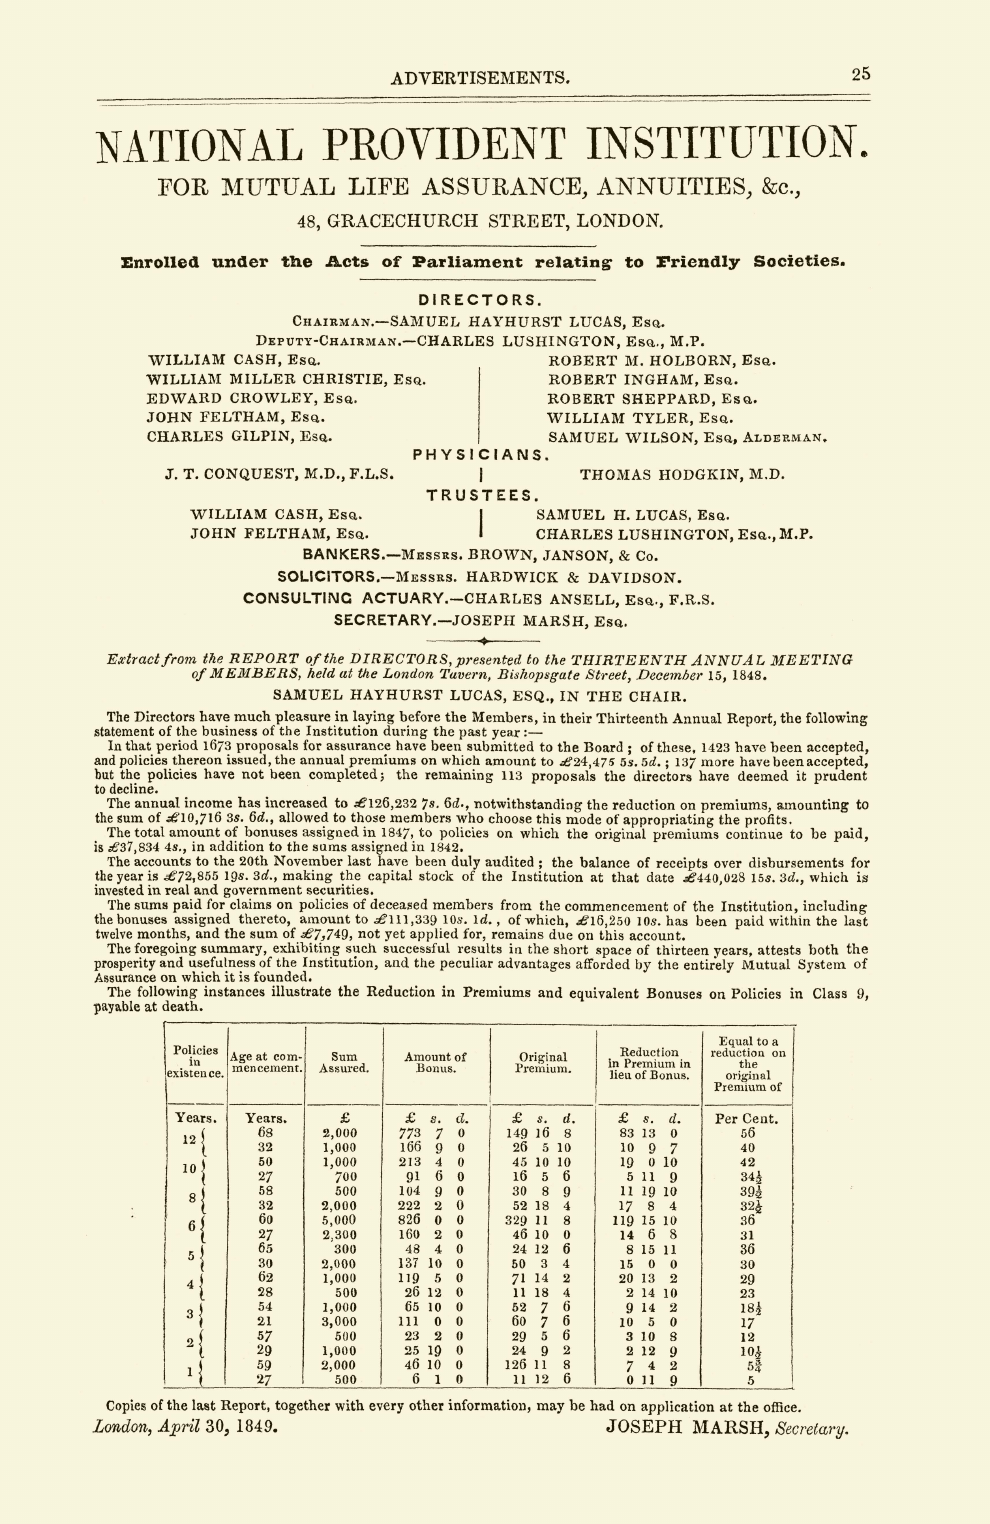 ADVERTISEMENTS. 25
NATIONAL PROVIDENT INSTITUTION.
FOR MUTUAL LIFE ASSURANCE, ANNUITIES, &c.,
48, GRACECHURCH STREET, LONDON.
Enrolled under the Acts of Parliament relating to Friendly Societies.
DIRECTORS.
CHAIRMAN.—SAMUEL HAYHURST LUCAS, ESQ.
DEPUTY-CHAIRMAN.—CHARLES LUSHINGTON, ESQ., M.P.
WILLIAM CASH, ESQ. ROBERT M. HOLBORN, ESQ.
WILLIAM MILLER CHRISTIE, ESQ. ROBERT INGHAM, ESQ.
EDWARD CROWLEY, ESQ. ROBERT SHEPPARD, ESQ.
JOHN FELTHAM, ESQ. WILLIAM TYLER, ESQ.
CHARLES GILPIN, ESQ. SAMUEL WILSON, ESQ, ALDERMAN.
PHYSICIANS.
J. T. CONQUEST, M.D., F.L.S. THOMAS HODGKIN, M.D.
TRUSTEES.
WILLIAM CASH, ESQ. SAMUEL H. LUCAS, ESQ.
JOHN FELTHAM, ESQ. CHARLES LUSHINGTON, ESQ., M.P.
BANKERS.—MESSRS. BROWN, JANSON, & Co.
SOLICITORS.—MESSRS. HARDWICK & DAVIDSON.
CONSULTING ACTUARY.—CHARLES ANSELL, ESQ., F.R.S.
SECRETARY.—JOSEPH MARSH, ESQ.
Extract from the REPORT of the DIRECTORS, presented to the THIRTEENTH ANNUAL MEETING
of MEMBERS, held at the London Tavern, Bishopsgate Street, December 15, 1848.
SAMUEL HAYHURST LUCAS, ESQ., IN THE CHAIR.
The Directors have much pleasure in laying before the Members, in their Thirteenth Annual Report, the following
statement of the business of the Institution during the past year :—
In that period 1673 proposals for assurance have been submitted to the Board ; of these, 1423 have been accepted,
and policies thereon issued, the annual premiums on which amount to £24,475 5s. 5d. ; 137 more have been accepted,
but the policies have not been completed; the remaining 113 proposals the directors have deemed it prudent
to decline.
The annual income has increased to £126,232 7s. 6d., notwithstanding the reduction on premiums, amounting to
the sum of £10,716 3s. 6d., allowed to those members who choose this mode of appropriating the profits.
The total amount of bonuses assigned in 1847, to policies on which the original premiums continue to be paid,
is £37,834 4s., in addition to the sums assigned in 1842.
The accounts to the 20th November last have been duly audited ; the balance of receipts over disbursements for
the year is £72,855 19s. 3d., making the capital stock of the Institution at that date £440,028 15s. 3d., which is
invested in real and government securities.
The sums paid for claims on policies of deceased members from the commencement of the Institution, including
the bonuses assigned thereto, amount to £111,339 10s. 1d. , of which, £16,250 10s. has been paid within the last
twelve months, and the sum of £7,749, not yet applied for, remains due on this account.
The foregoing summary, exhibiting such successful results in the short space of thirteen years, attests both the
prosperity and usefulness of the Institution, and the peculiar advantages afforded by the entirely Mutual System of
Assurance on which it is founded.
The following instances illustrate the Reduction in Premiums and equivalent Bonuses on Policies in Class 9,
payable at death.
Policies in existence. Age at commencement. Sum Assured. Amount of Bonus. Original Premium. Reduction in Premium in lieu of Bonus. Equal to a reduction on the original Premium of
Years. Years. £ £ s. d. £ s. d. £ s. d. Per Cent.
12 { 68 2,000 773 7 0 149 16 8 83 13 0 56
32 1,000 166 9 0 26 5 10 10 9 7 40
10 { 50 1,000 213 4 0 45 10 10 19 0 10 42
27 700 91 6 0 16 5 6 5 11 9 34½
8 { 58 500 104 9 0 30 8 9 11 19 10 39½
32 2,000 222 2 0 52 18 4 17 8 4 32½
6 { 60 5,000 826 0 0 329 11 8 119 15 10 36
27 2,300 160 2 0 46 10 0 14 6 8 31
5 { 65 300 48 4 0 24 12 6 8 15 11 36
30 2,000 137 10 0 50 3 4 15 0 0 30
4 { 62 1,000 119 5 0 71 14 2 20 13 2 29
28 500 26 12 0 11 18 4 2 14 10 23
3 { 54 1,000 65 10 0 52 7 6 9 14 2 18½
21 3,000 111 0 0 60 7 6 10 5 0 17
2 { 57 500 23 2 0 29 5 6 3 10 8 12
29 1,000 25 19 0 24 9 2 2 12 9 10½
1 { 59 2,000 46 10 0 126 11 8 7 4 2 5¾
27 500 6 1 0 11 12 6 0 11 9 5
Copies of the last Report, together with every other information, may be had on application at the office.
London, April 30, 1849. JOSEPH MARSH, Secretary.